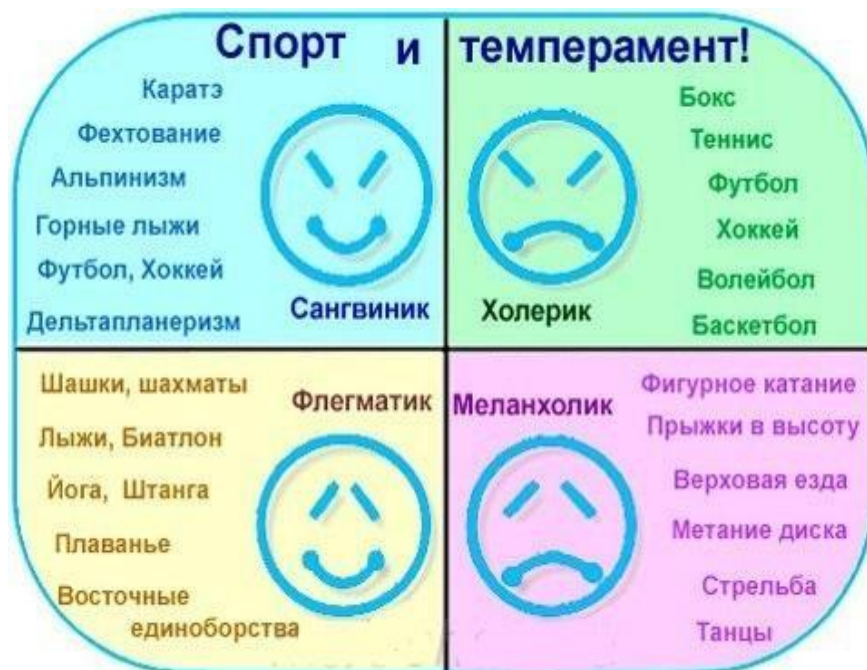 Спорт и темперамент!
Каратэ
Фехтование
Альпинизм
Горные лыжи
Футбол, Хоккей
Дельтапланеризм
Сангвиник
Бокс
Теннис
Футбол
Хоккей
Волейбол
Баскетбол
Холерик
Шашки, шахматы
Лыжи, Биатлон
Йога, Штанга
Плаванье
Восточные
единоборства
Флегматик
Меланхолик
Фигурное катание
Прыжки в высоту
Верховая езда
Метание диска
Стрельба
Танцы